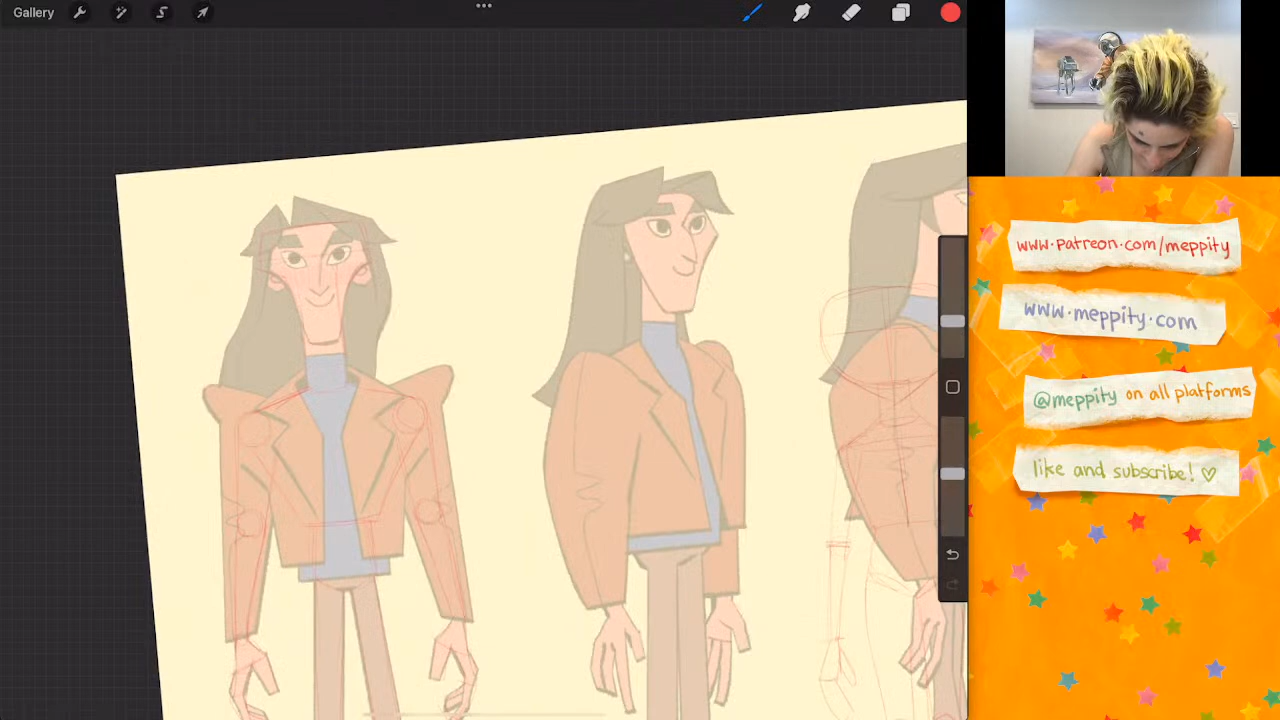 Gallery
www.patreon.com/meppity
www.meppity.com
@meppity on all platforms
like and subscribe! ♡